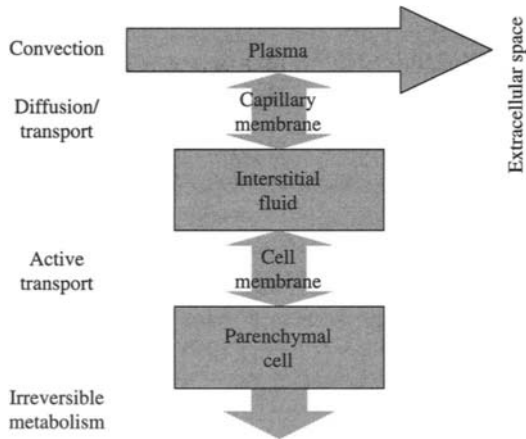 Convection
Plasma
Extracellular space
Diffusion/
transport
Capillary
membrane
Interstitial
fluid
Active
transport
Cell
membrane
Parenchymal
cell
Irreversible
metabolism